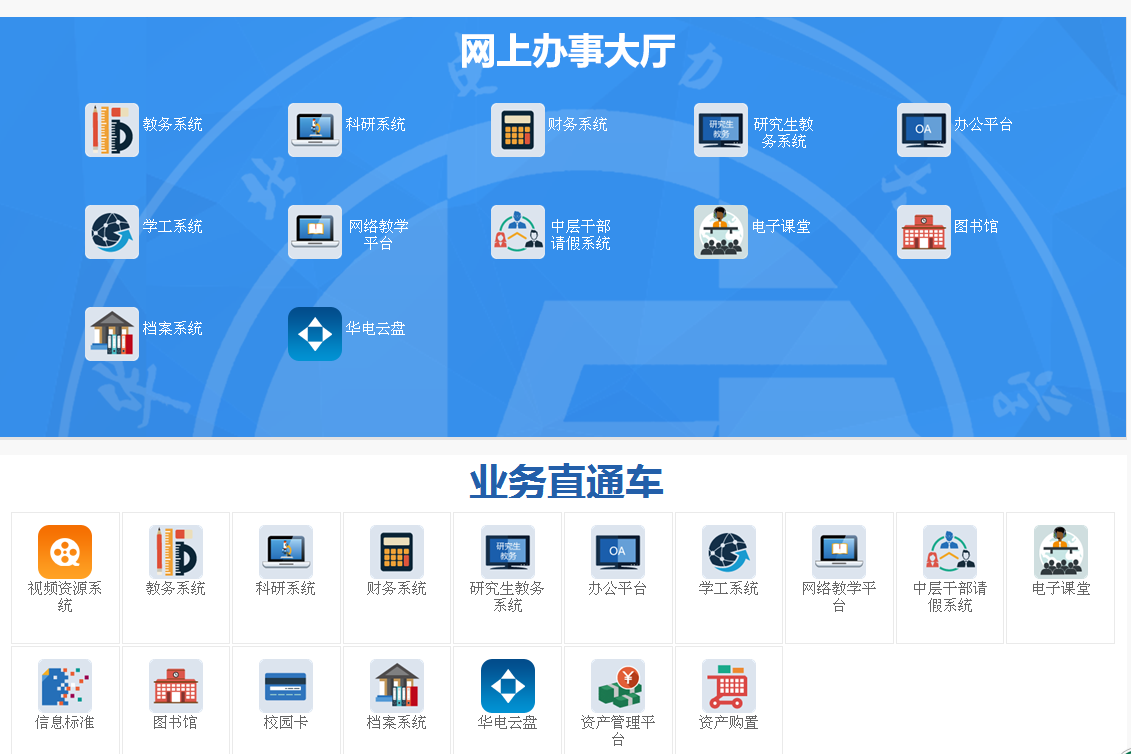 网上办事大厅
教务系统
科研系统
财务系统
研究生
教务
研究生教
务系统
OA
办公平台
学工系统
网络教学
平台
中层干部
请假系统
电子课堂
图书馆
档案系统
华电云盘
业务直通车
视频资源系
统
教务系统
科研系统
财务系统
研究生
教务
研究生教务
系统
OA
办公平台
学工系统
网络教学平
台
中层干部请
假系统
电子课堂
信息标准
图书馆
校园卡
档案系统
华电云盘
¥
资产管理平
台
资产购置